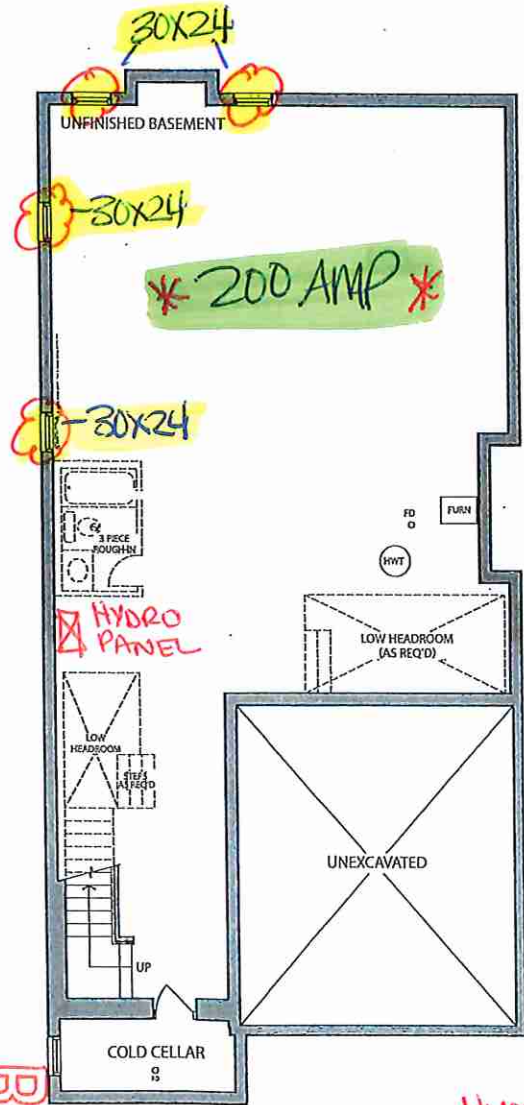 30X24
UNFINISHED BASEMENT
-30X24
* 200 AMP *
-30X24
3 PIECE
ROUGH-IN
FD
FURN
HWT
HYDRO
PANEL
LOW HEADROOM
(AS REQ'D)
LOW
HEADROOM
STEPS
AS REQ'D
UNEXCAVATED
UP
COLD CELLAR
B